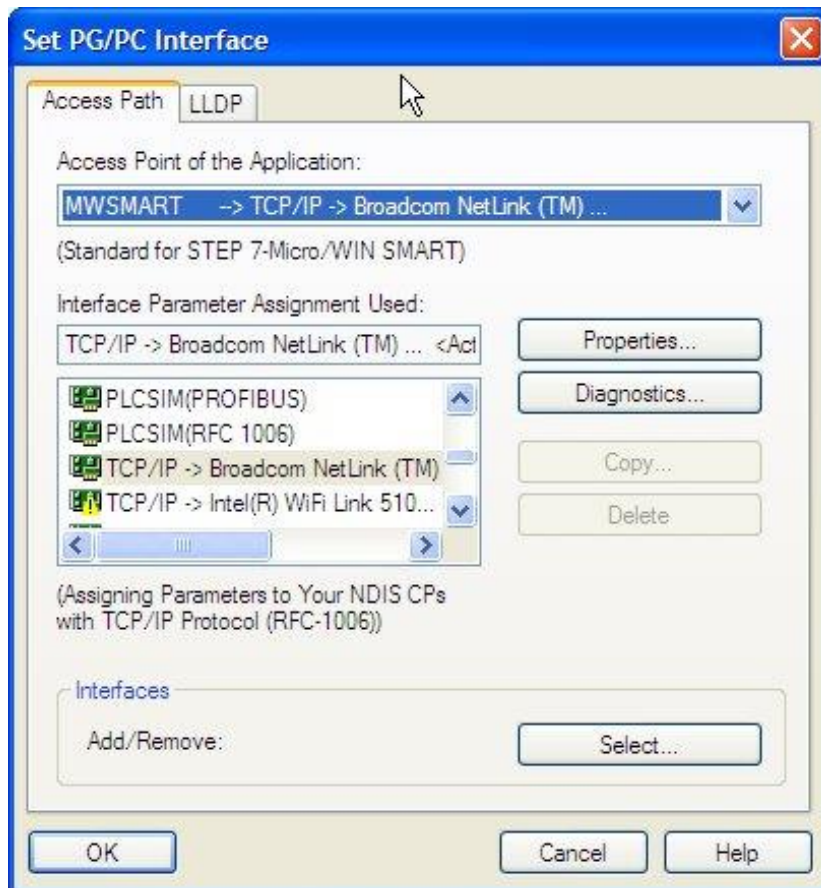 Set PG/PC Interface
Access Path
LLDP
Access Point of the Application:
MWSMART --> TCP/IP -> Broadcom NetLink (TM) ...
(Standard for STEP 7-Micro/WIN SMART)
Interface Parameter Assignment Used:
TCP/IP -> Broadcom NetLink (TM) ... <Act
Properties...
PLCSIM(PROFIBUS)
Diagnostics...
PLCSIM(RFC 1006)
TCP/IP -> Broadcom NetLink (TM)
Copy...
TCP/IP -> Intel(R) WiFi Link 510...
Delete
(Assigning Parameters to Your NDIS CPs
with TCP/IP Protocol (RFC-1006))
Interfaces
Add/Remove:
Select...
OK
Cancel
Help